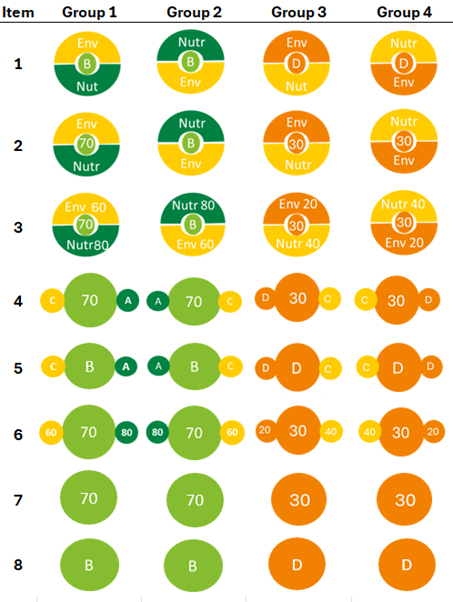 Item Group 1 Group 2 Group 3 Group 4
Env Nutr Env Nutr
1 B B D D
Nut Env Nut Env
Env Nutr Env Nutr
2 70 B 30 30
Nutr Env Nutr Env
Env 60 Nutr 80 Env 20 Nutr 40
3 70 B 30 30
Nutr80 Env 60 Nutr 40 Env 20
4 C 70 A A 70 C D 30 C C 30 D
5 C B A A B C D D C C D D
6 60 70 80 80 70 60 20 30 40 40 30 20
7 70 70 30 30
8 B B D D